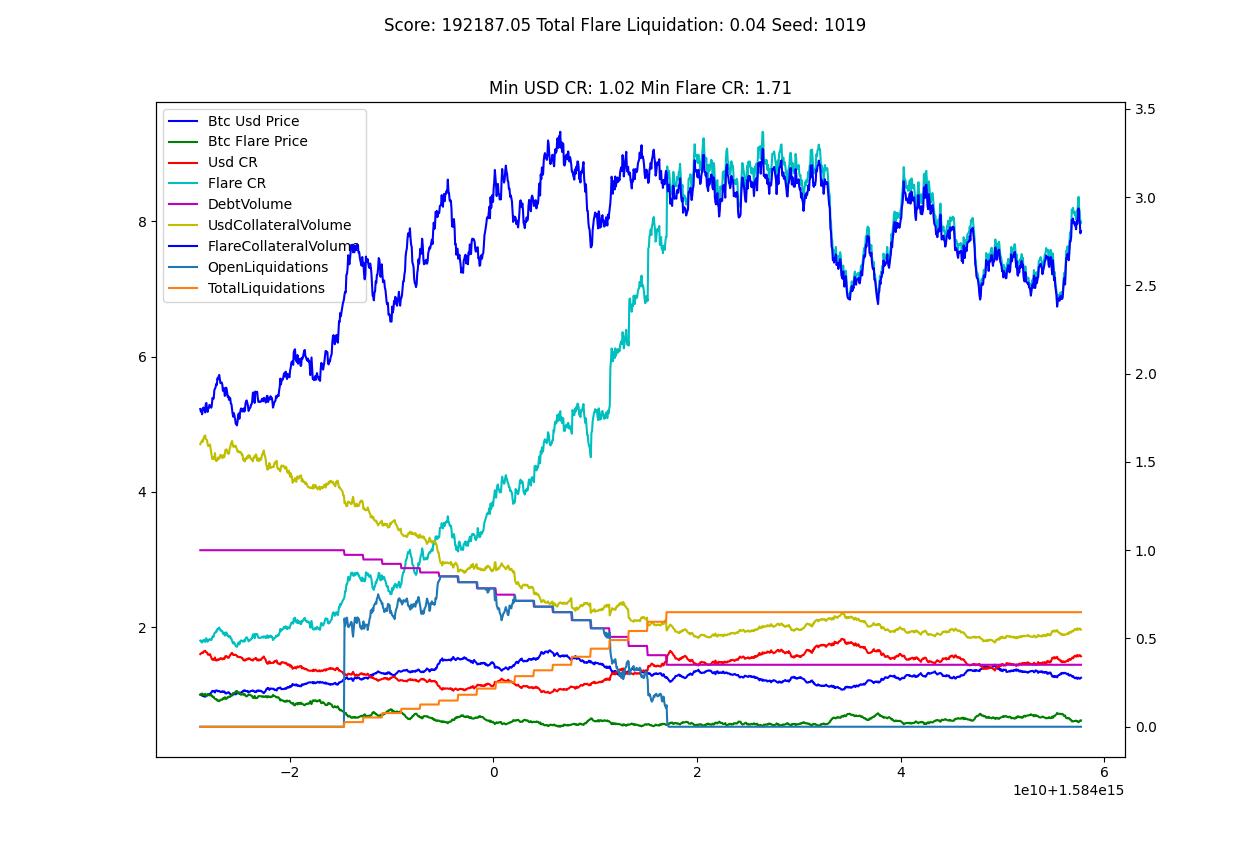 Score: 192187.05 Total Flare Liquidation: 0.04 Seed: 1019
Min USD CR: 1.02 Min Flare CR: 1.71
Btc Usd Price
Btc Flare Price
Usd CR
Flare CR
DebtVolume
UsdCollateralVolume
FlareCollateralVolume
OpenLiquidations
TotalLiquidations
8
6
4
2
3.5
3.0
2.5
2.0
1.5
1.0
0.5
0.0
−2
0
2
4
6
1e10+1.584e15